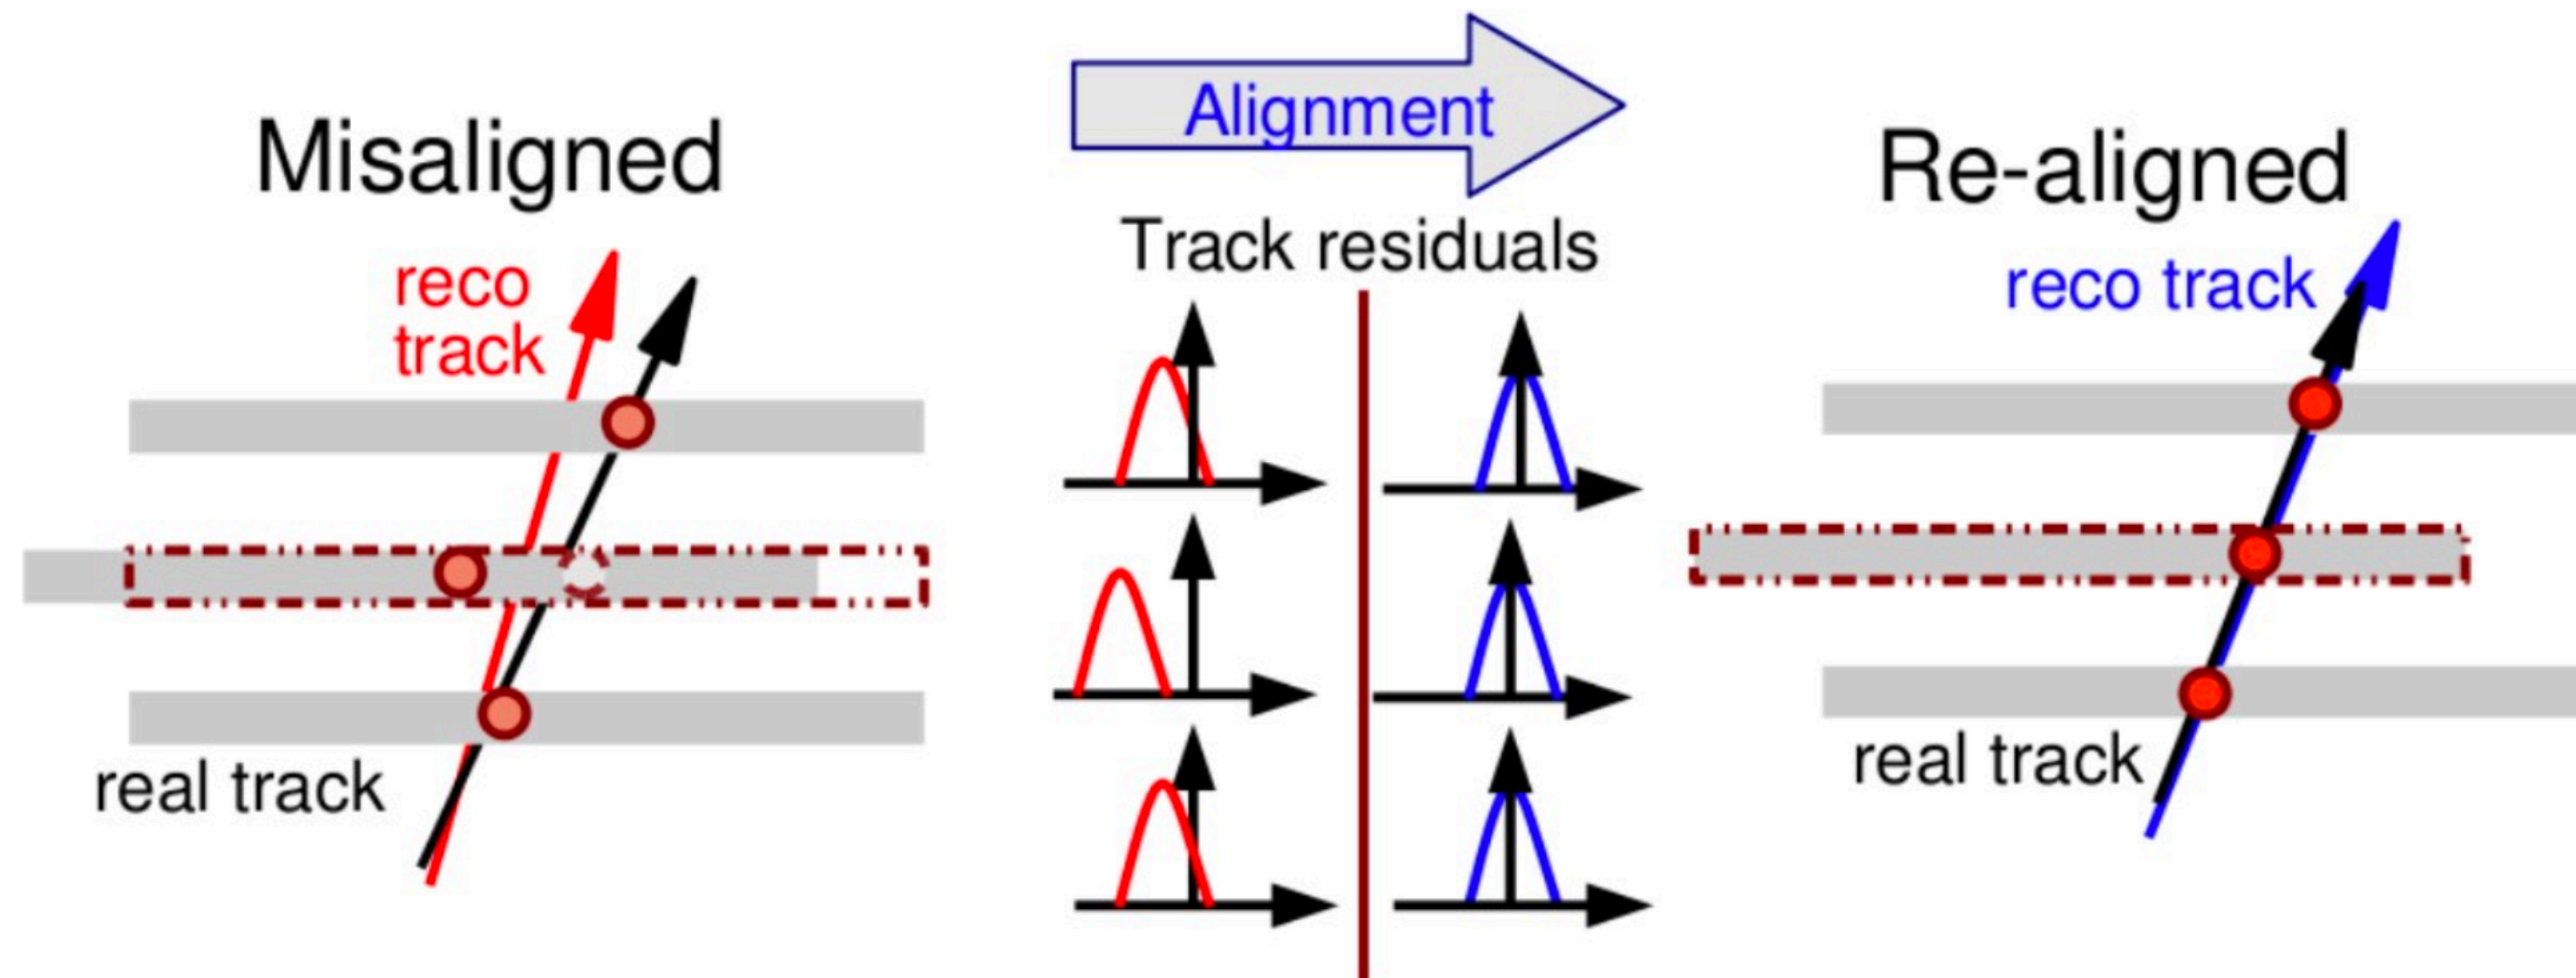 Misaligned
reco
track
real track
Alignment
Track residuals
Re-aligned
reco track
real track